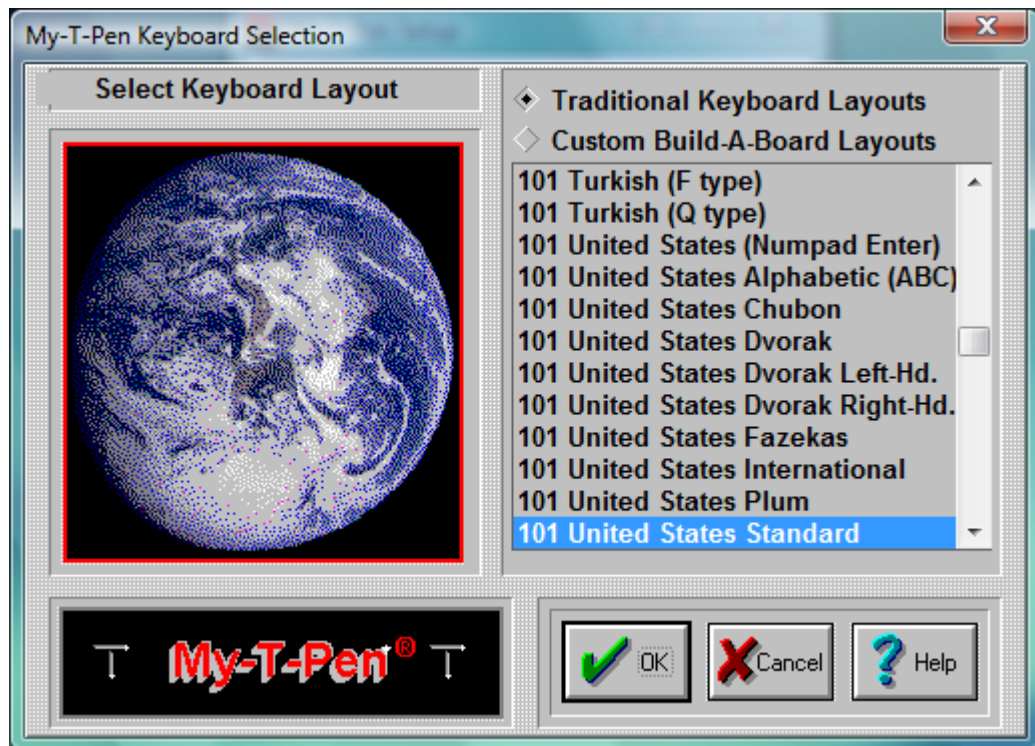 My-T-Pen Keyboard Selection
Select Keyboard Layout
Traditional Keyboard Layouts
Custom Build-A-Board Layouts
101 Turkish (F type)
101 Turkish (Q type)
101 United States (Numpad Enter)
101 United States Alphabetic (ABC)
101 United States Chubon
101 United States Dvorak
101 United States Dvorak Left-Hd.
101 United States Dvorak Right-Hd.
101 United States Fazekas
101 United States International
101 United States Plum
101 United States Standard
T My-T-Pen® T
OK
Cancel
? Help